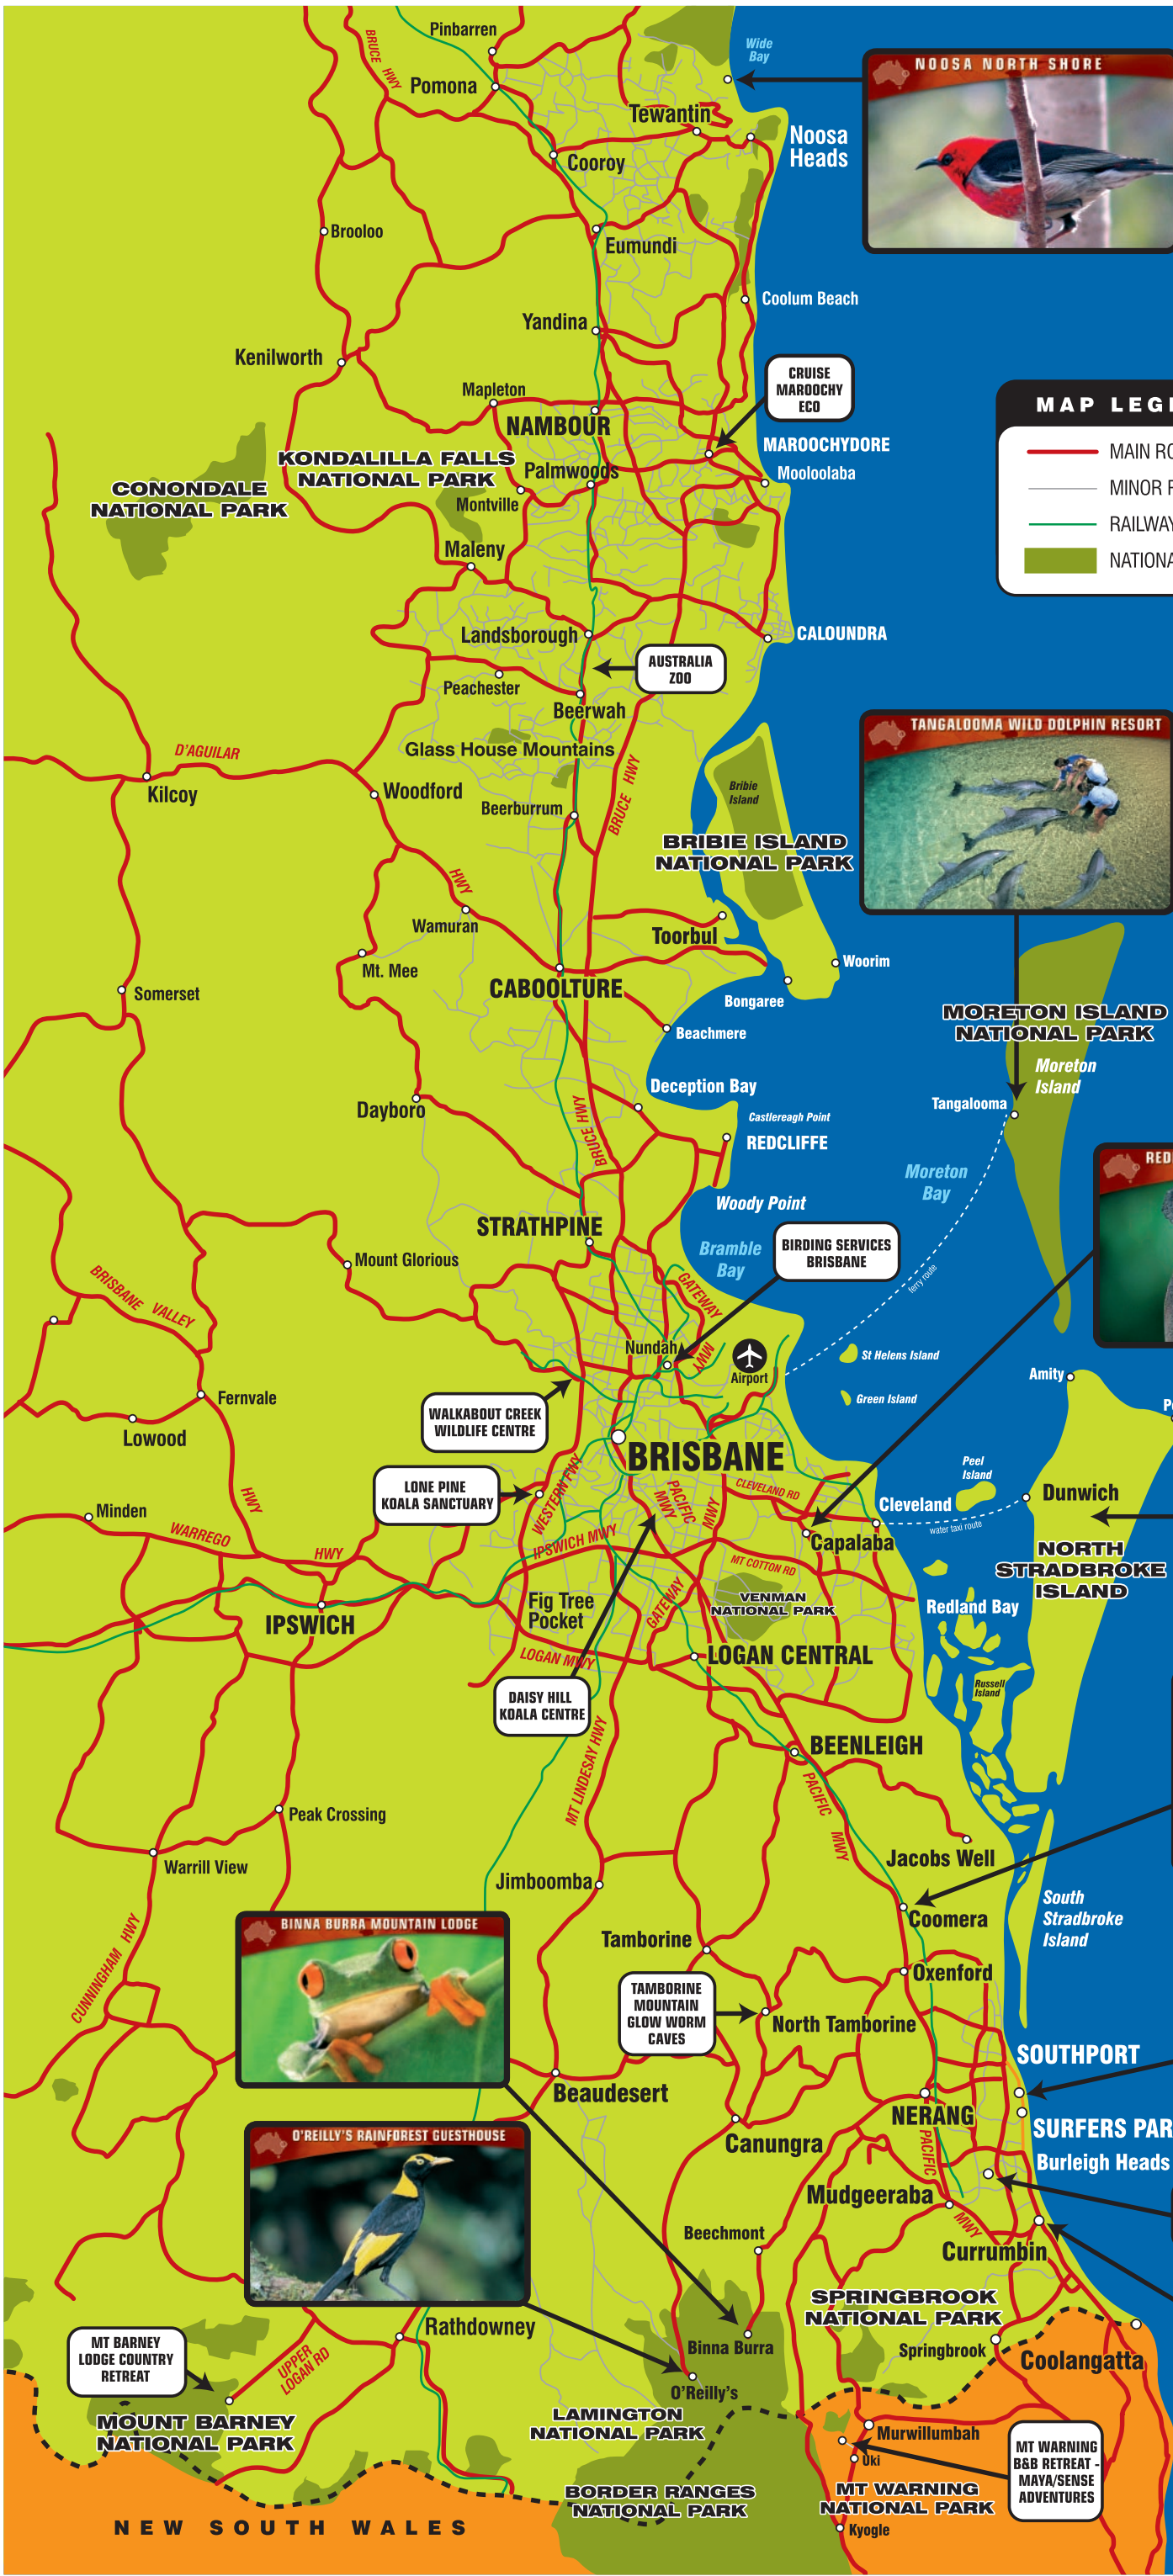 Pinbarren
BRUCE HWY
Wide
Bay
NOOSA NORTH SHORE
Pomona
Tewantin
Noosa
Heads
Cooroy
Brooloo
Eumundi
Coolum Beach
Yandina
Kenilworth
CRUISE
MAROOCHY
ECO
Mapleton
NAMBOUR
MAP LEGE
MAROOCHYDORE
MAIN RO
KONDALILLA FALLS
NATIONAL PARK
Palmwoods
Mooloolaba
CONONDALE
NATIONAL PARK
MINOR R
Montville
RAILWAY
Maleny
NATIONA
Landsborough
CALOUNDRA
AUSTRALIA
ZOO
Peachester
Beerwah
TANGALOOMA WILD DOLPHIN RESORT
D'AGUILAR
Glass House Mountains
BRUCE HWY
Kilcoy
Woodford
Bribie
Island
Beerburrum
BRIBIE ISLAND
NATIONAL PARK
HWY
Wamuran
Toorbul
Mt. Mee
Woorim
CABOOLTURE
Somerset
Bongaree
MORETON ISLAND
NATIONAL PARK
Beachmere
Moreton
Island
Deception Bay
Dayboro
Castlereagh Point
Tangalooma
BRUCE HWY
REDCLIFFE
RED
Moreton
Bay
Woody Point
STRATHPINE
Bramble
Bay
BIRDING SERVICES
BRISBANE
Mount Glorious
ferry route
BRISBANE VALLEY
GATEWAY
MWY
Nundah
Airport
St Helens Island
Amity
Fernvale
Green Island
P
WALKABOUT CREEK
WILDLIFE CENTRE
Lowood
BRISBANE
Peel
Island
LONE PINE
KOALA SANCTUARY
WESTERN FWY
PACIFIC
MWY
MWY
CLEVELAND RD
Cleveland
Dunwich
HWY
Minden
water taxi route
WARREGO
HWY
IPSWICH MWY
Capalaba
NORTH
STRADBROKE
ISLAND
MT COTTON RD
Fig Tree
Pocket
GATEWAY
VENMAN
NATIONAL PARK
Redland Bay
IPSWICH
LOGAN MWY
LOGAN CENTRAL
Russell
Island
DAISY HILL
KOALA CENTRE
MT LINDESAY HWY
BEENLEIGH
PACIFIC
MWY
Peak Crossing
Jacobs Well
Warrill View
Jimboomba
South
Stradbroke
Island
Coomera
BINNA BURRA MOUNTAIN LODGE
CUNNINGHAM HWY
Tamborine
Oxenford
TAMBORINE
MOUNTAIN
GLOW WORM
CAVES
North Tamborine
SOUTHPORT
Beaudesert
NERANG
SURFERS PAR
O'REILLY'S RAINFOREST GUESTHOUSE
Canungra
PACIFIC
Burleigh Heads
Mudgeeraba
MWY
Beechmont
Currumbin
SPRINGBROOK
NATIONAL PARK
Rathdowney
Binna Burra
Springbrook
MT BARNEY
LODGE COUNTRY
RETREAT
UPPER
LOGAN RD
Coolangatta
O'Reilly's
LAMINGTON
NATIONAL PARK
MOUNT BARNEY
NATIONAL PARK
Murwillumbah
Uki
MT WARNING
B&B RETREAT -
MAYA/SENSE
ADVENTURES
BORDER RANGES
NATIONAL PARK
MT WARNING
NATIONAL PARK
NEW SOUTH WALES
Kyogle